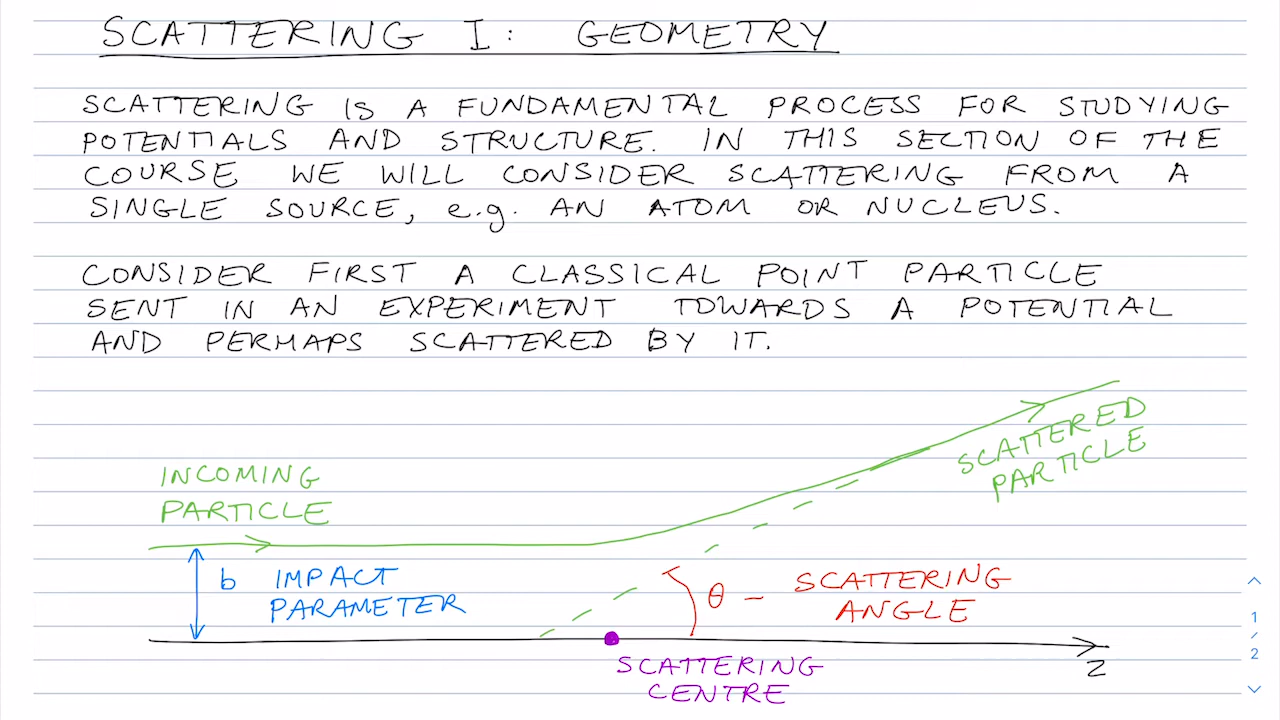 SCATTERING I: GEOMETRY
SCATTERING IS A FUNDAMENTAL PROCESS FOR STUDYING
POTENTIALS AND STRUCTURE. IN THIS SECTION OF THE
COURSE WE WILL CONSIDER SCATTERING FROM A
SINGLE SOURCE, e.g. AN ATOM OR NUCLEUS.
CONSIDER FIRST A CLASSICAL POINT PARTICLE
SENT IN AN EXPERIMENT TOWARDS A POTENTIAL
AND PERHAPS SCATTERED BY IT.
INCOMING
PARTICLE
SCATTERED
PARTICLE
b IMPACT
PARAMETER
θ – SCATTERING
ANGLE
SCATTERING
CENTRE
z
1
/
2